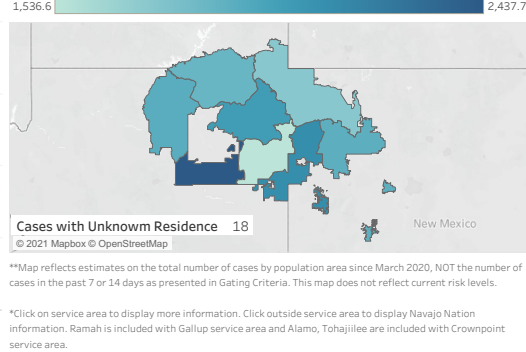 1,536.6 2,437.7
New Mexico
Cases with Unknowm Residence 18
© 2021 Mapbox © OpenStreetMap
**Map reflects estimates on the total number of cases by population area since March 2020, NOT the number of
cases in the past 7 or 14 days as presented in Gating Criteria. This map does not reflect current risk levels.
*Click on service area to display more information. Click outside service area to display Navajo Nation
information. Ramah is included with Gallup service area and Alamo, Tohajiilee are included with Crownpoint
service area.